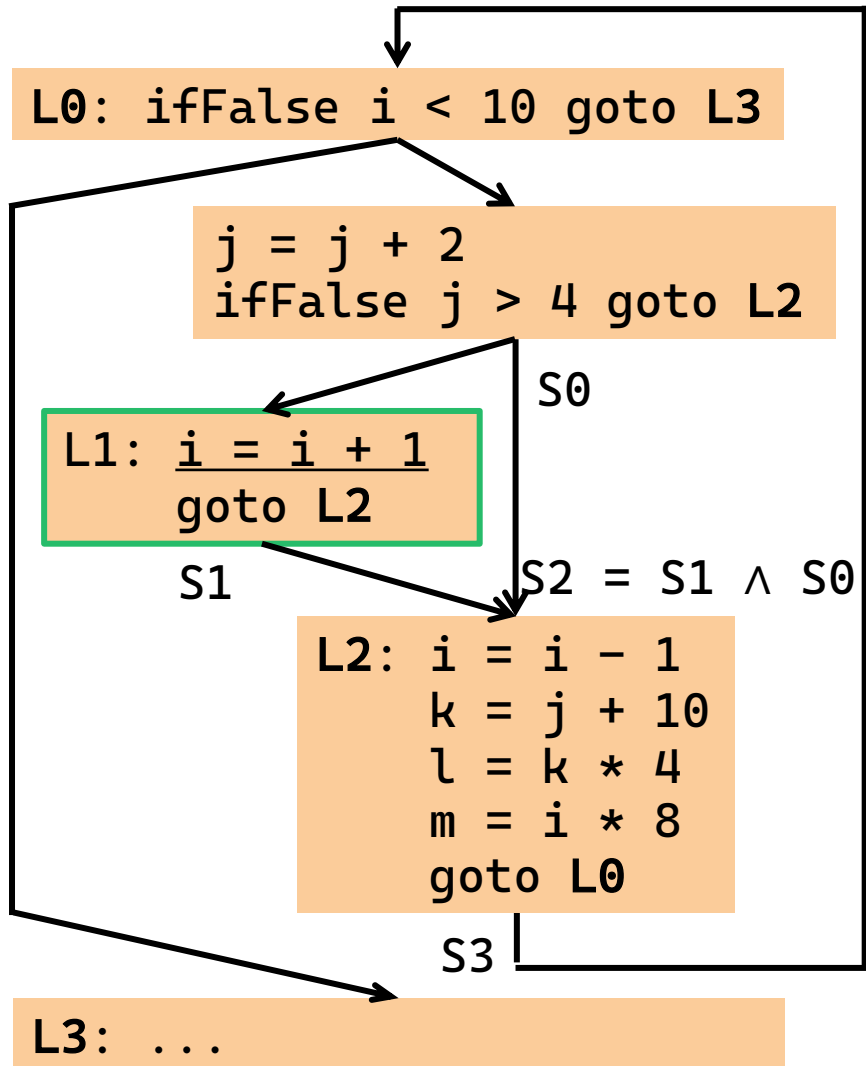 L0: ifFalse i < 10 goto L3
j = j + 2
ifFalse j > 4 goto L2
S0
L1: i = i + 1
goto L2
S1
S2 = S1 ∧ S0
L2: i = i − 1
k = j + 10
l = k * 4
m = i * 8
goto L0
S3
L3: ...